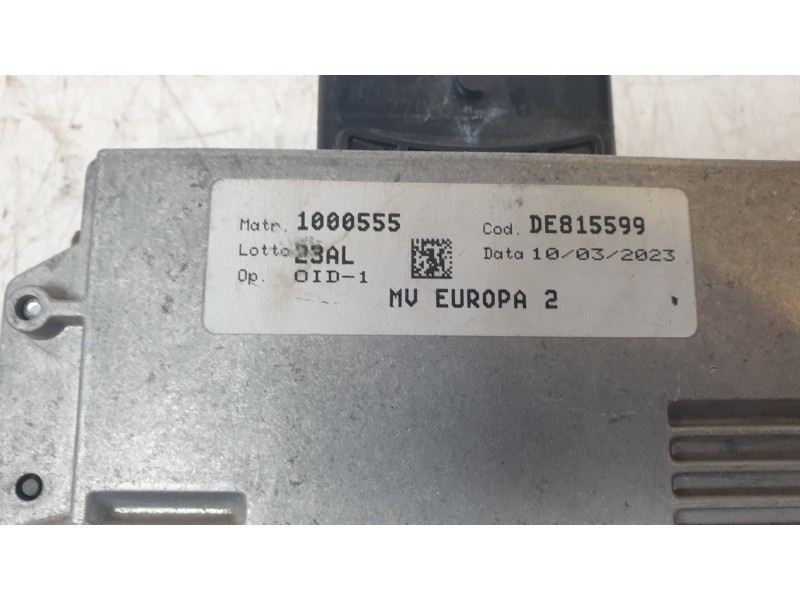 Matr. 1000555 Cod. DE815599
Lotto 23AL Data 10/03/2023
Op. OID-1
MV EUROPA 2